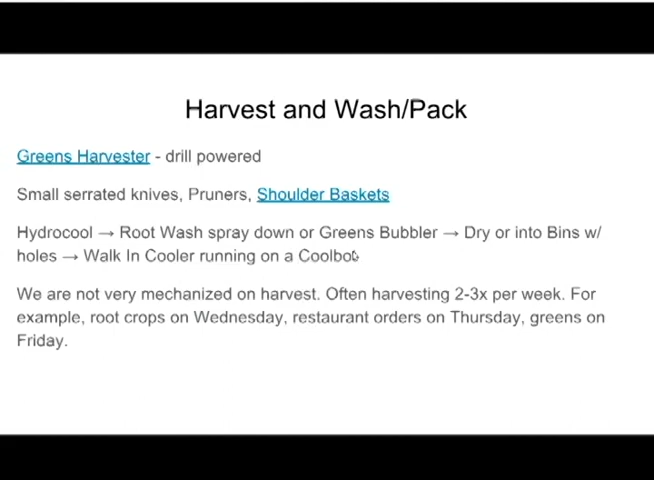 Harvest and Wash/Pack
Greens Harvester - drill powered
Small serrated knives, Pruners, Shoulder Baskets
Hydrocool → Root Wash spray down or Greens Bubbler → Dry or into Bins w/
holes → Walk In Cooler running on a Coolbot
We are not very mechanized on harvest. Often harvesting 2-3x per week. For
example, root crops on Wednesday, restaurant orders on Thursday, greens on
Friday.